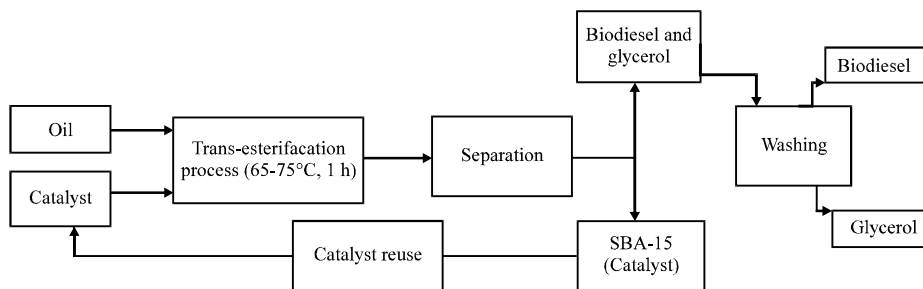 Biodiesel and
glycerol
Biodiesel
Oil
Trans-esterifacation
process (65-75°C, 1 h)
Separation
Washing
Catalyst
Catalyst reuse
SBA-15
(Catalyst)
Glycerol